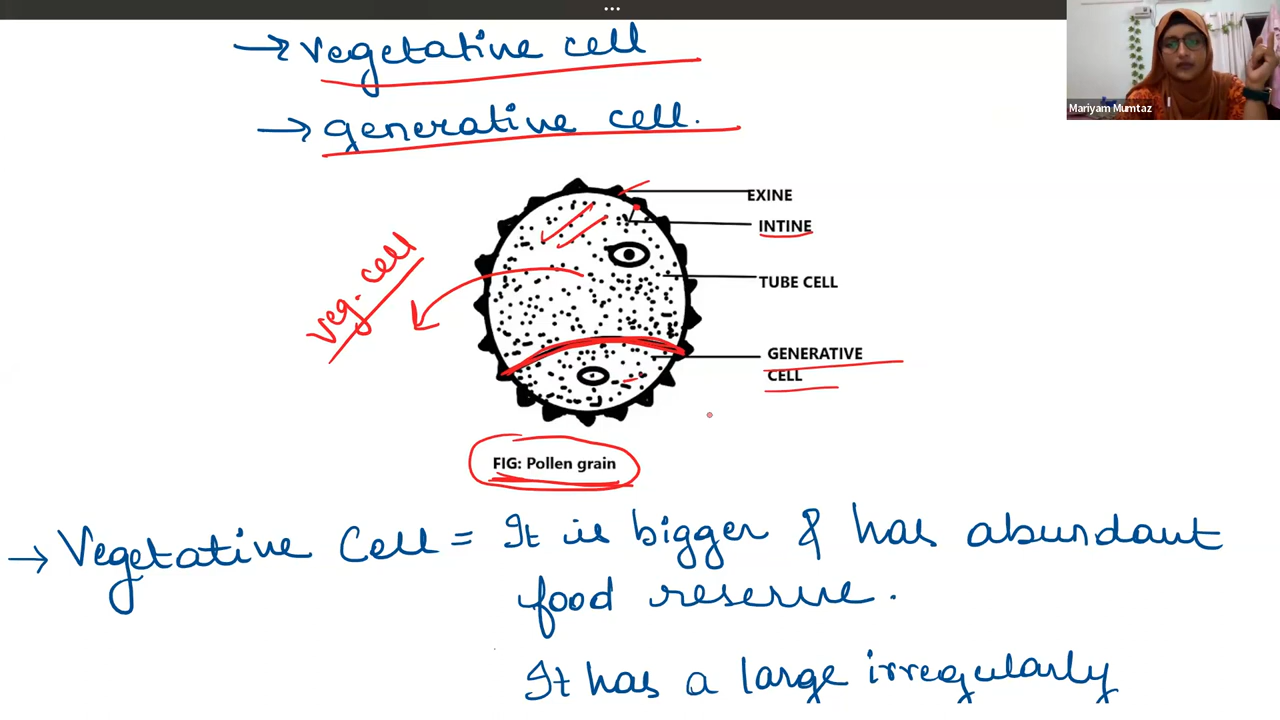 → vegetative cell
→ generative cell.
Mariyam Mumtaz
EXINE
INTINE
veg. cell
TUBE CELL
GENERATIVE
CELL
FIG: Pollen grain
→ Vegetative Cell = It is bigger & has abundant
food reserve.
It has a large irregularly